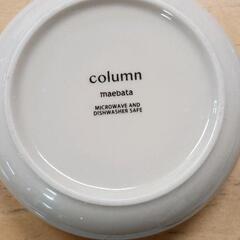 column
maebata
MICROWAVE AND
DISHWASHER SAFE